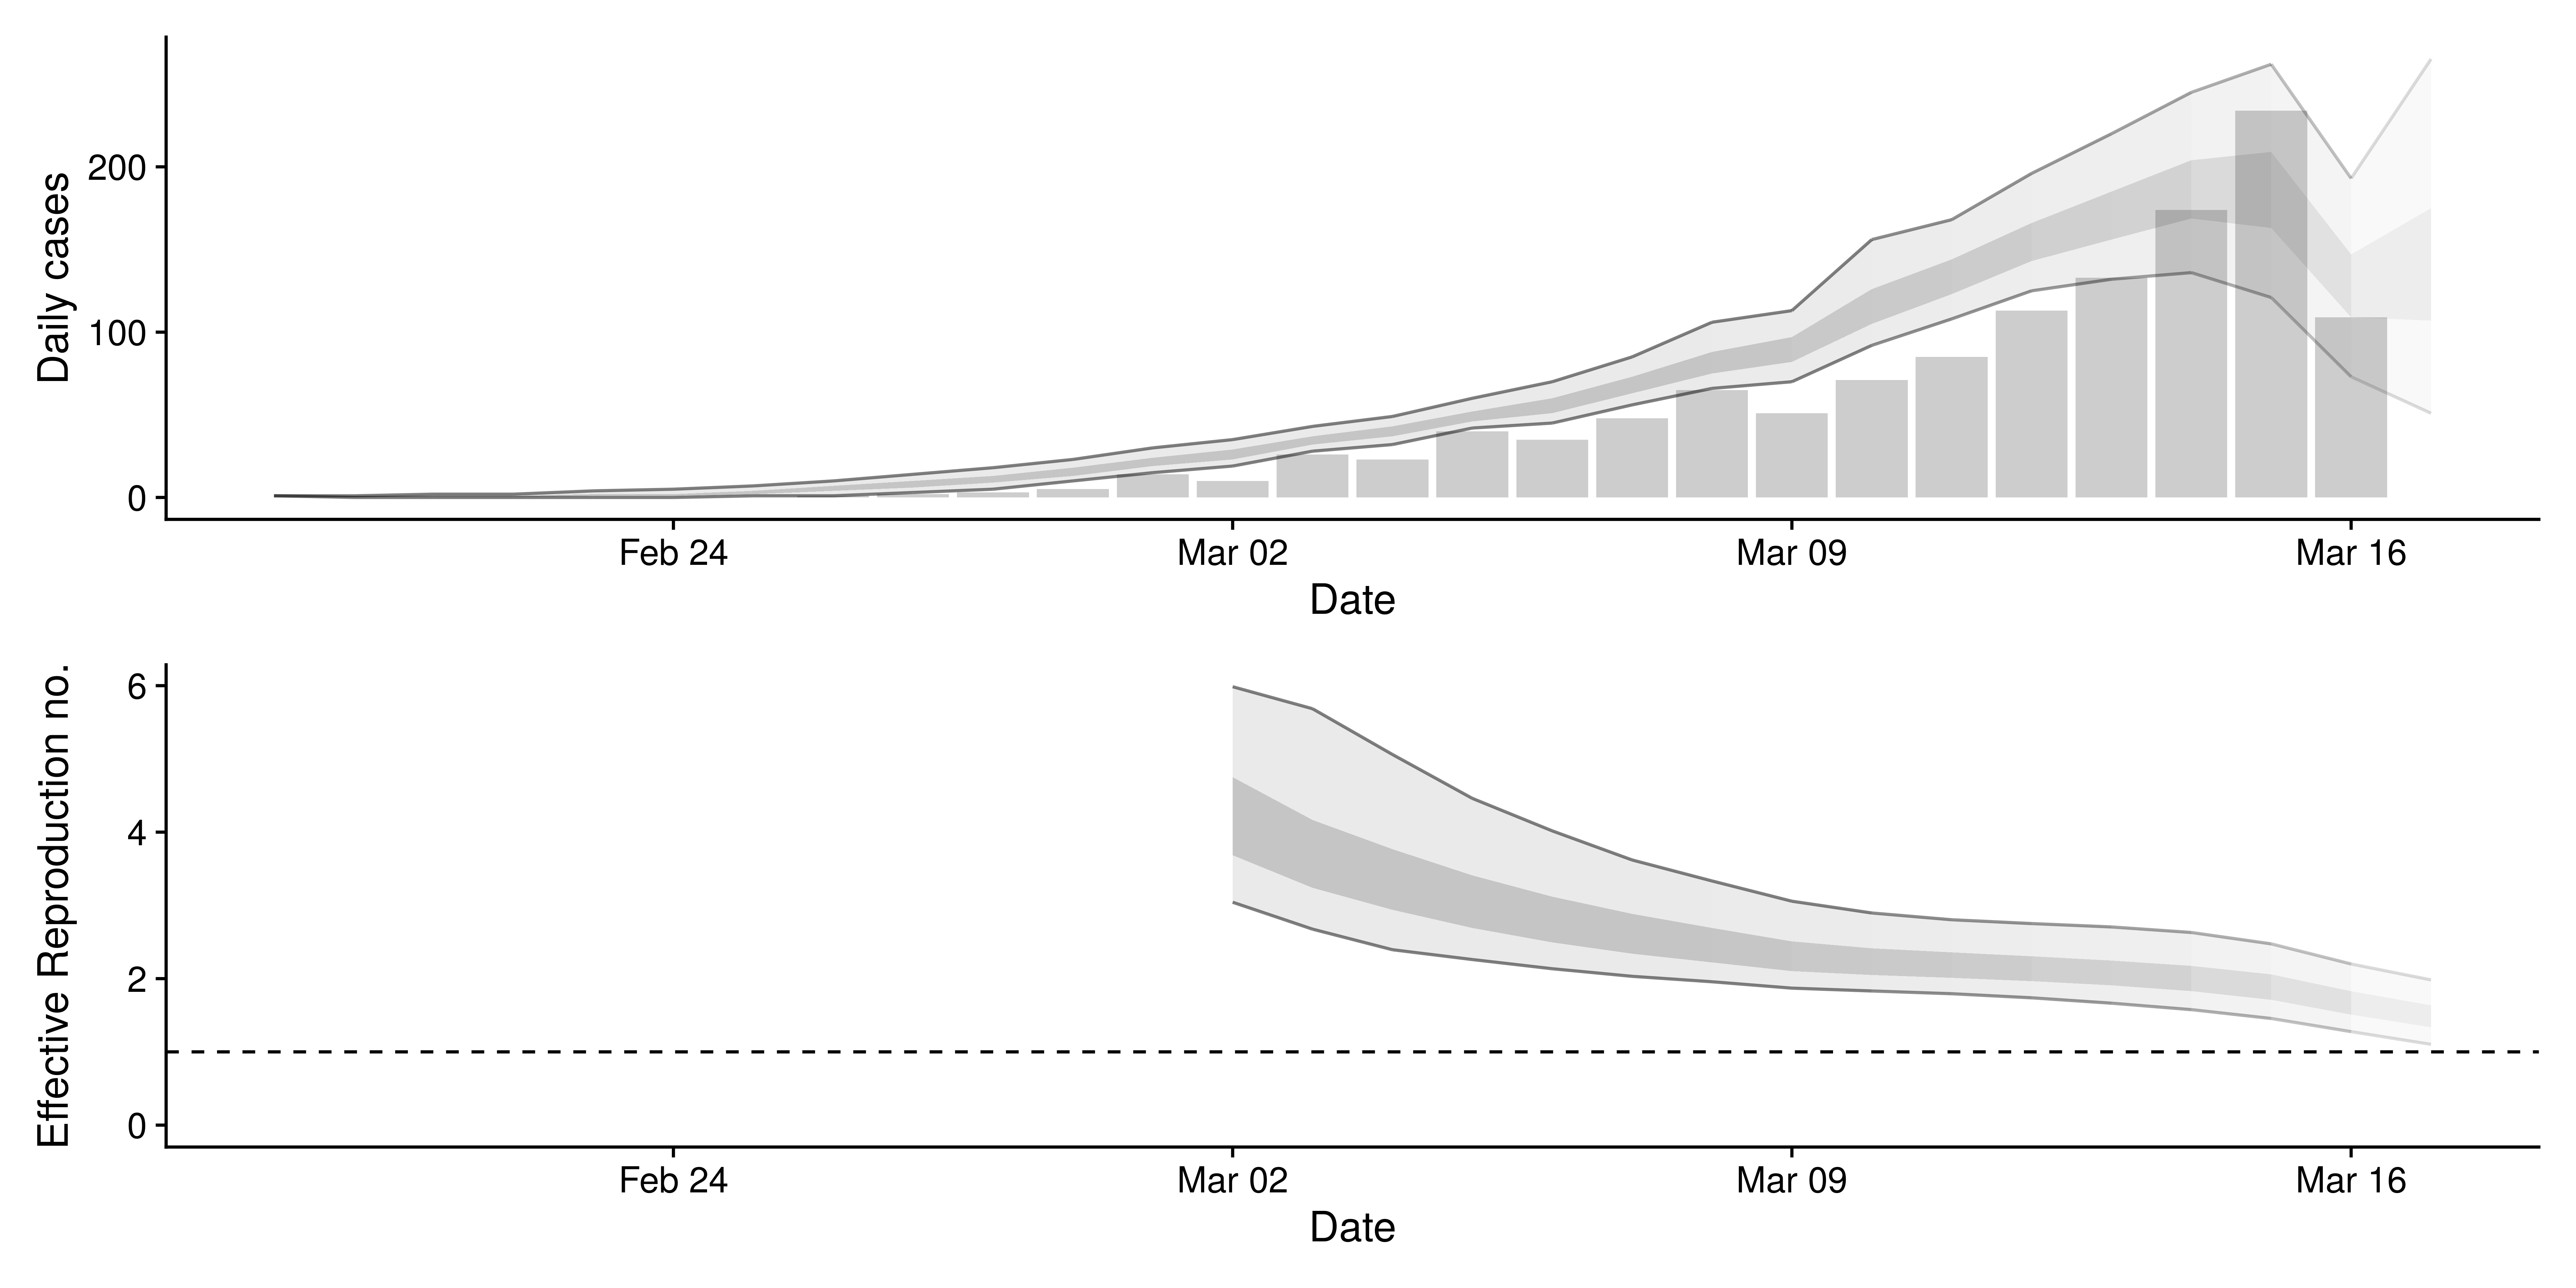 Daily cases
200
100
0
Feb 24 Mar 02 Mar 09 Mar 16
Date
Effective Reproduction no.
6
4
2
0
Feb 24 Mar 02 Mar 09 Mar 16
Date